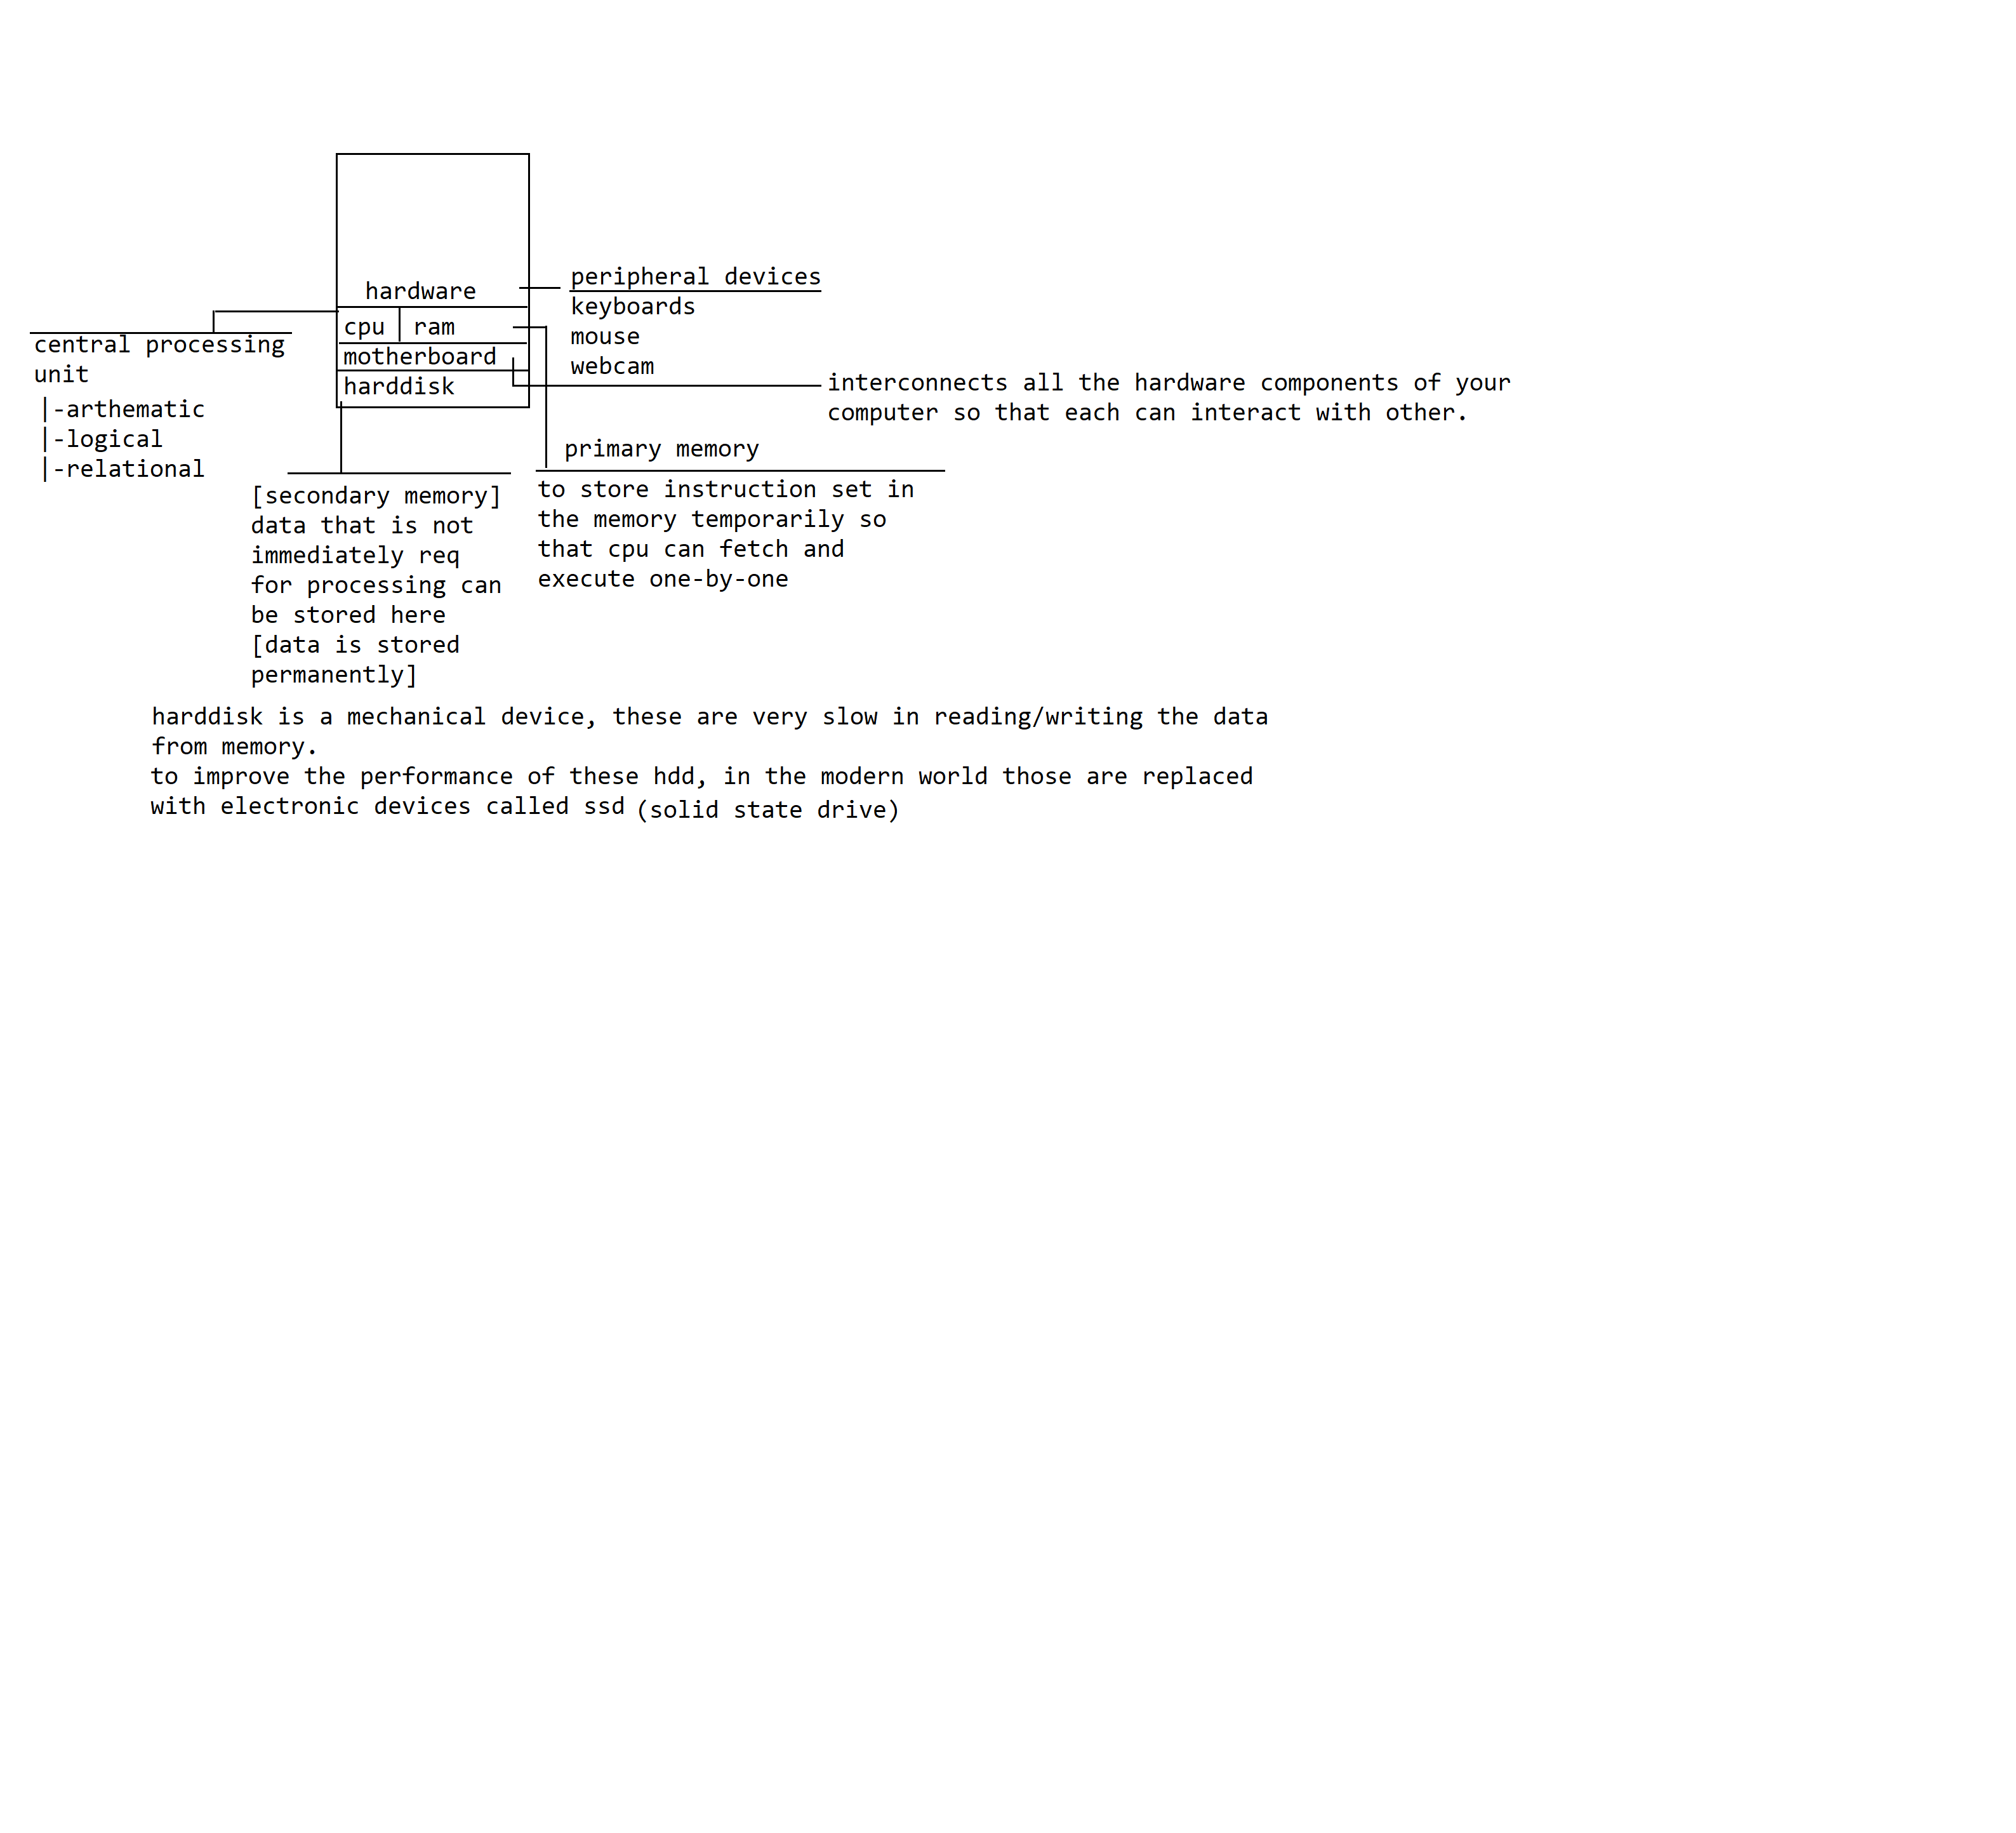 hardware
cpu | ram
motherboard
harddisk
peripheral devices
keyboards
mouse
webcam
central processing
unit
|-arthematic
|-logical
|-relational
interconnects all the hardware components of your
computer so that each can interact with other.
primary memory
to store instruction set in
the memory temporarily so
that cpu can fetch and
execute one-by-one
[secondary memory]
data that is not
immediately req
for processing can
be stored here
[data is stored
permanently]
harddisk is a mechanical device, these are very slow in reading/writing the data
from memory.
to improve the performance of these hdd, in the modern world those are replaced
with electronic devices called ssd (solid state drive)